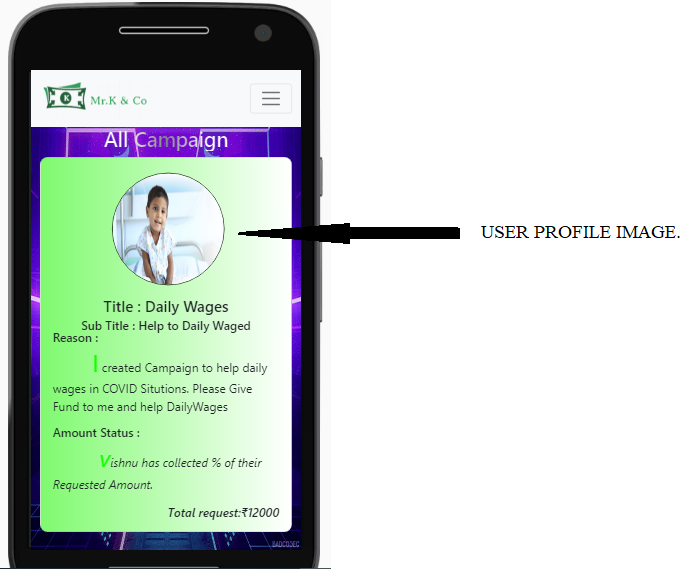 K
Mr.K & Co
All Campaign
USER PROFILE IMAGE.
Title : Daily Wages
Sub Title : Help to Daily Waged
Reason :
I created Campaign to help daily
wages in COVID Situtions. Please Give
Fund to me and help DailyWages
Amount Status :
Vishnu has collected % of their
Requested Amount.
Total request:₹12000